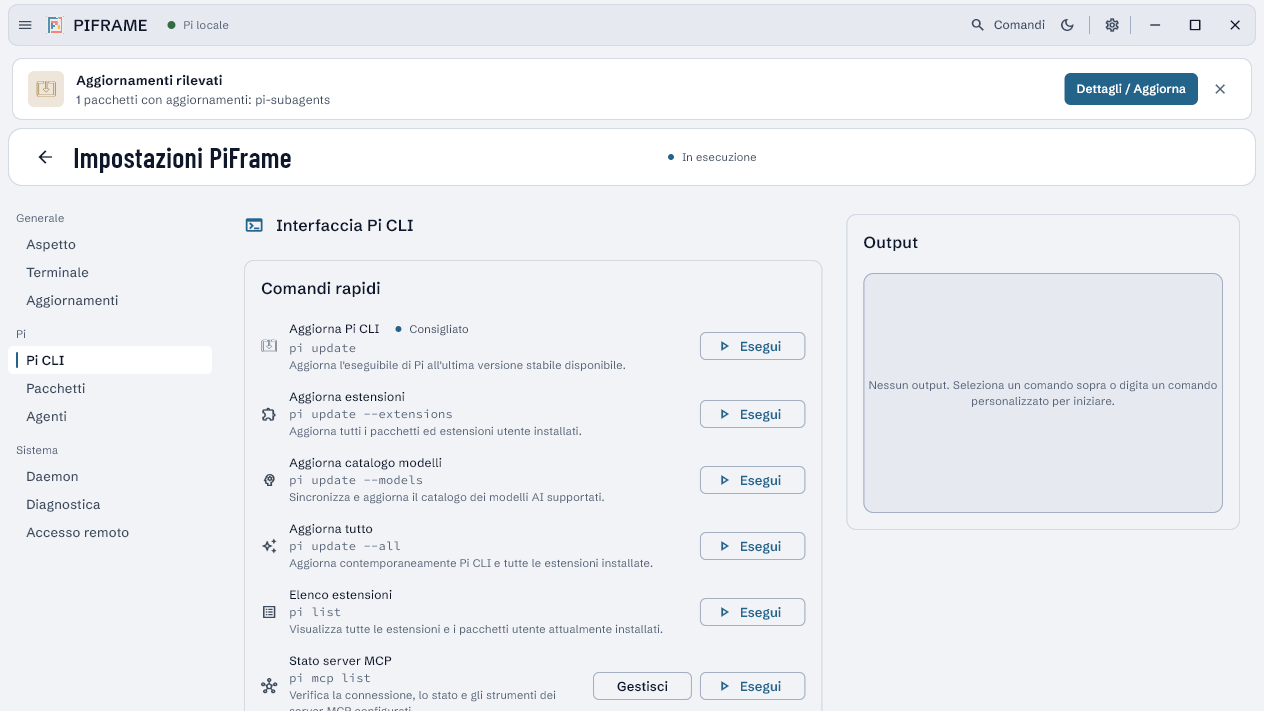 PIFRAME
Pi locale
Comandi
Aggiornamenti rilevati
1 pacchetti con aggiornamenti: pi-subagents
Dettagli / Aggiorna
Impostazioni PiFrame
In esecuzione
Generale
Aspetto
Terminale
Aggiornamenti
Pi
Pi CLI
Pacchetti
Agenti
Sistema
Daemon
Diagnostica
Accesso remoto
Interfaccia Pi CLI
Comandi rapidi
Aggiorna Pi CLI
Consigliato
pi update
Aggiorna l'eseguibile di Pi all'ultima versione stabile disponibile.
Esegui
Aggiorna estensioni
pi update --extensions
Aggiorna tutti i pacchetti ed estensioni utente installati.
Esegui
Aggiorna catalogo modelli
pi update --models
Sincronizza e aggiorna il catalogo dei modelli AI supportati.
Esegui
Aggiorna tutto
pi update --all
Aggiorna contemporaneamente Pi CLI e tutte le estensioni installate.
Esegui
Elenco estensioni
pi list
Visualizza tutte le estensioni e i pacchetti utente attualmente installati.
Esegui
Stato server MCP
pi mcp list
Verifica la connessione, lo stato e gli strumenti dei
server MCP configurati.
Gestisci
Esegui
Output
Nessun output. Seleziona un comando sopra o digita un comando
personalizzato per iniziare.